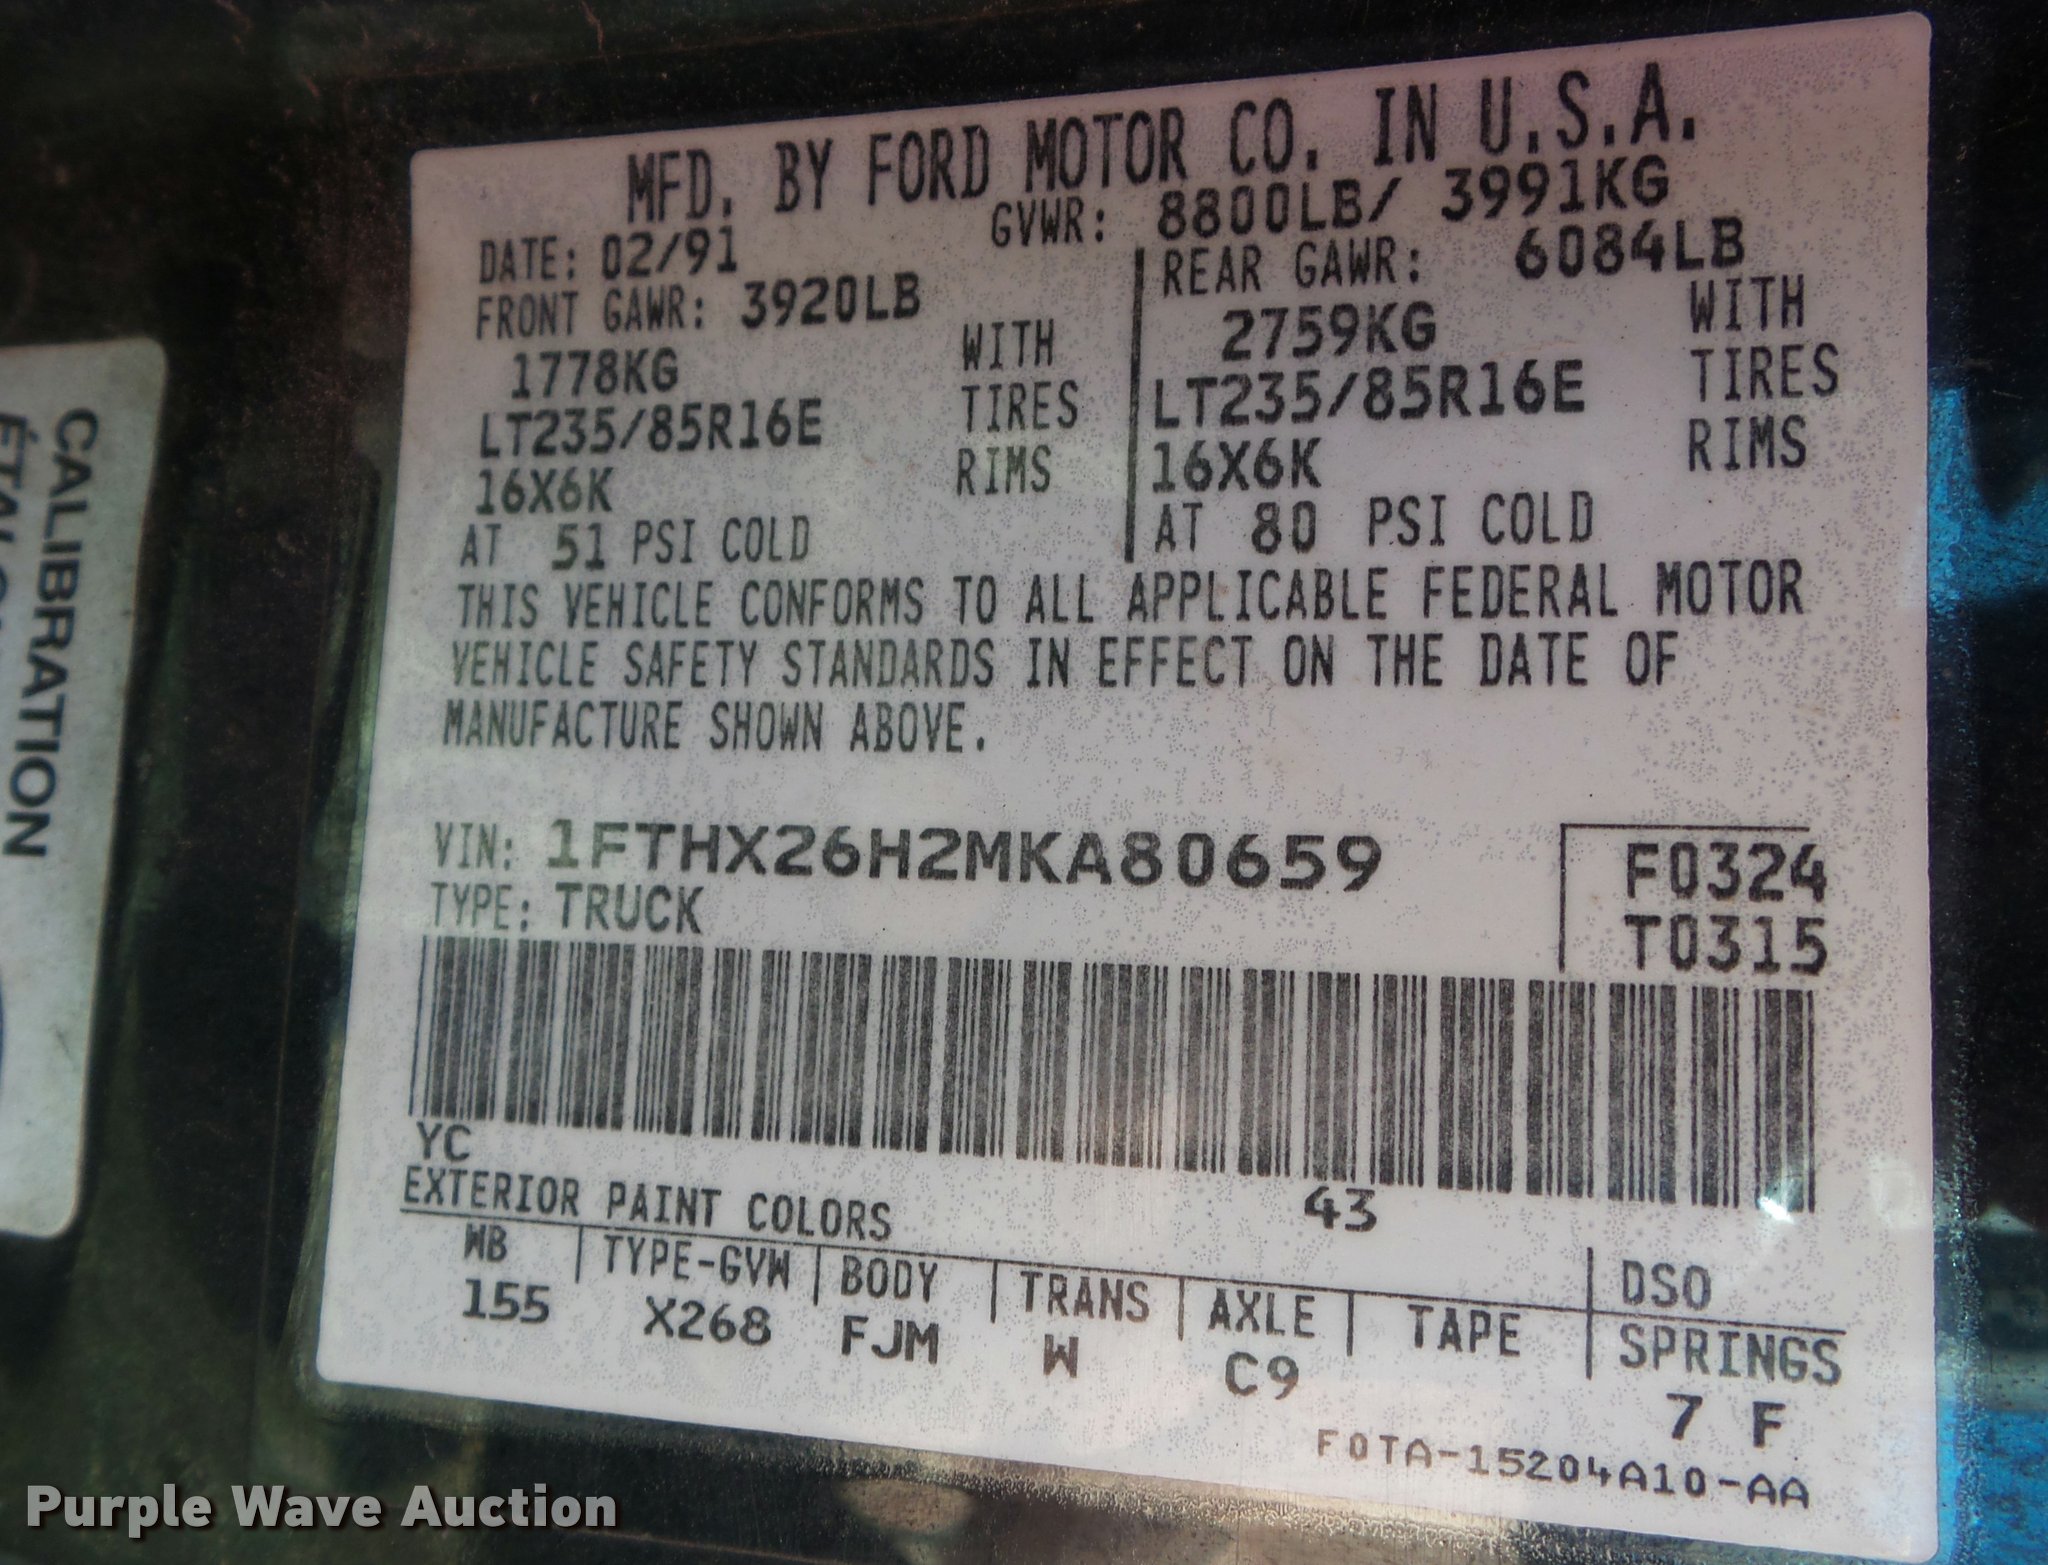 MFD. BY FORD MOTOR CO. IN U.S.A.
DATE: 02/91 GVWR: 8800LB/ 3991KG
FRONT GAWR: 3920LB REAR GAWR: 6084LB
1778KG WITH 2759KG WITH
LT235/85R16E TIRES LT235/85R16E TIRES
16X6K RIMS 16X6K RIMS
AT 51 PSI COLD AT 80 PSI COLD
THIS VEHICLE CONFORMS TO ALL APPLICABLE FEDERAL MOTOR
VEHICLE SAFETY STANDARDS IN EFFECT ON THE DATE OF
MANUFACTURE SHOWN ABOVE.
VIN: 1FTHX26H2MKA80659 F0324
TYPE: TRUCK T0315
YC
EXTERIOR PAINT COLORS 43 DSO
WB TYPE-GVW BODY TRANS AXLE TAPE SPRINGS
155 X268 FJM W C9 7 F
F0TA-15204A10-AA
CALIBRATION
Purple Wave Auction